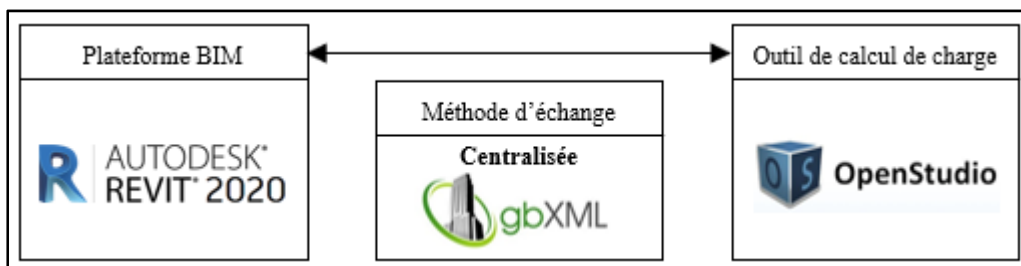 Plateforme BIM
AUTODESK®
REVIT® 2020
Méthode d'échange
Centralisée
gbXML
Outil de calcul de charge
OS OpenStudio